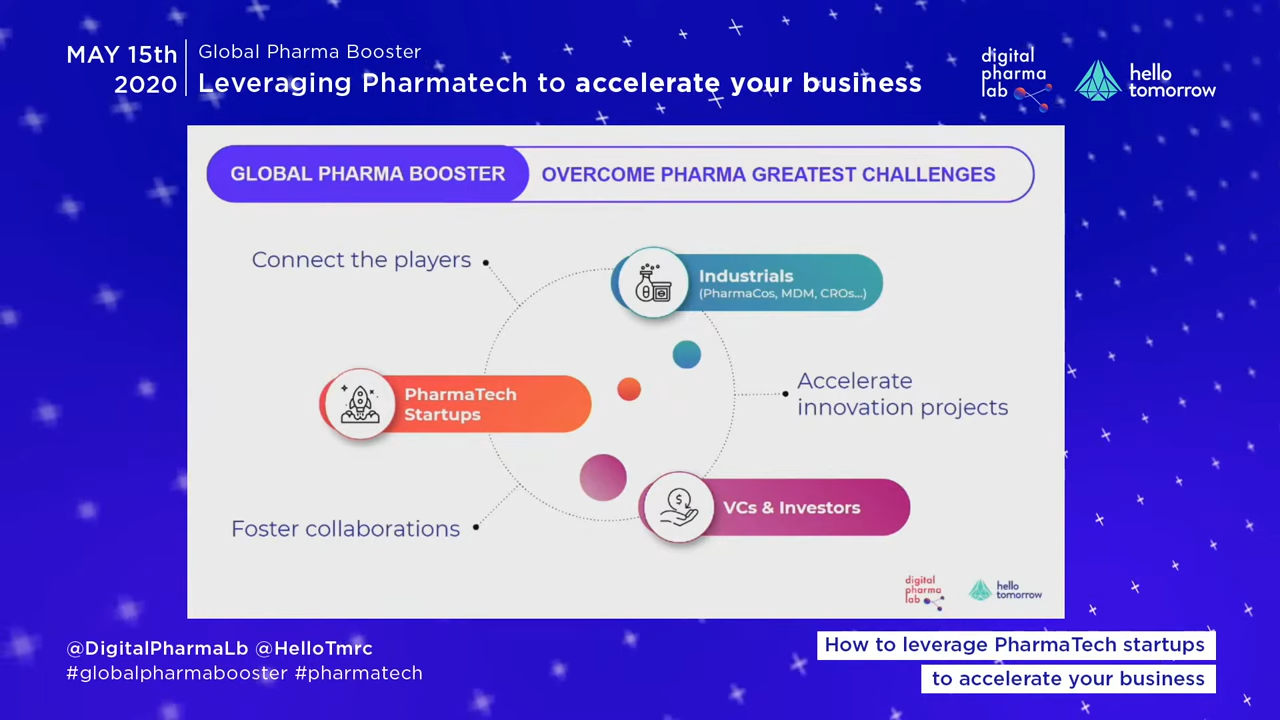 MAY 15th
2020
Global Pharma Booster
Leveraging Pharmatech to accelerate your business
digital
pharma
lab
hello
tomorrow
GLOBAL PHARMA BOOSTER
OVERCOME PHARMA GREATEST CHALLENGES
Connect the players
Industrials
(PharmaCos, MDM, CROs...)
PharmaTech
Startups
Accelerate
innovation projects
$
VCs & Investors
Foster collaborations
digital
pharma
lab
hello
tomorrow
@DigitalPharmaLb @HelloTmrc
#globalpharmabooster #pharmatech
How to leverage PharmaTech startups
to accelerate your business